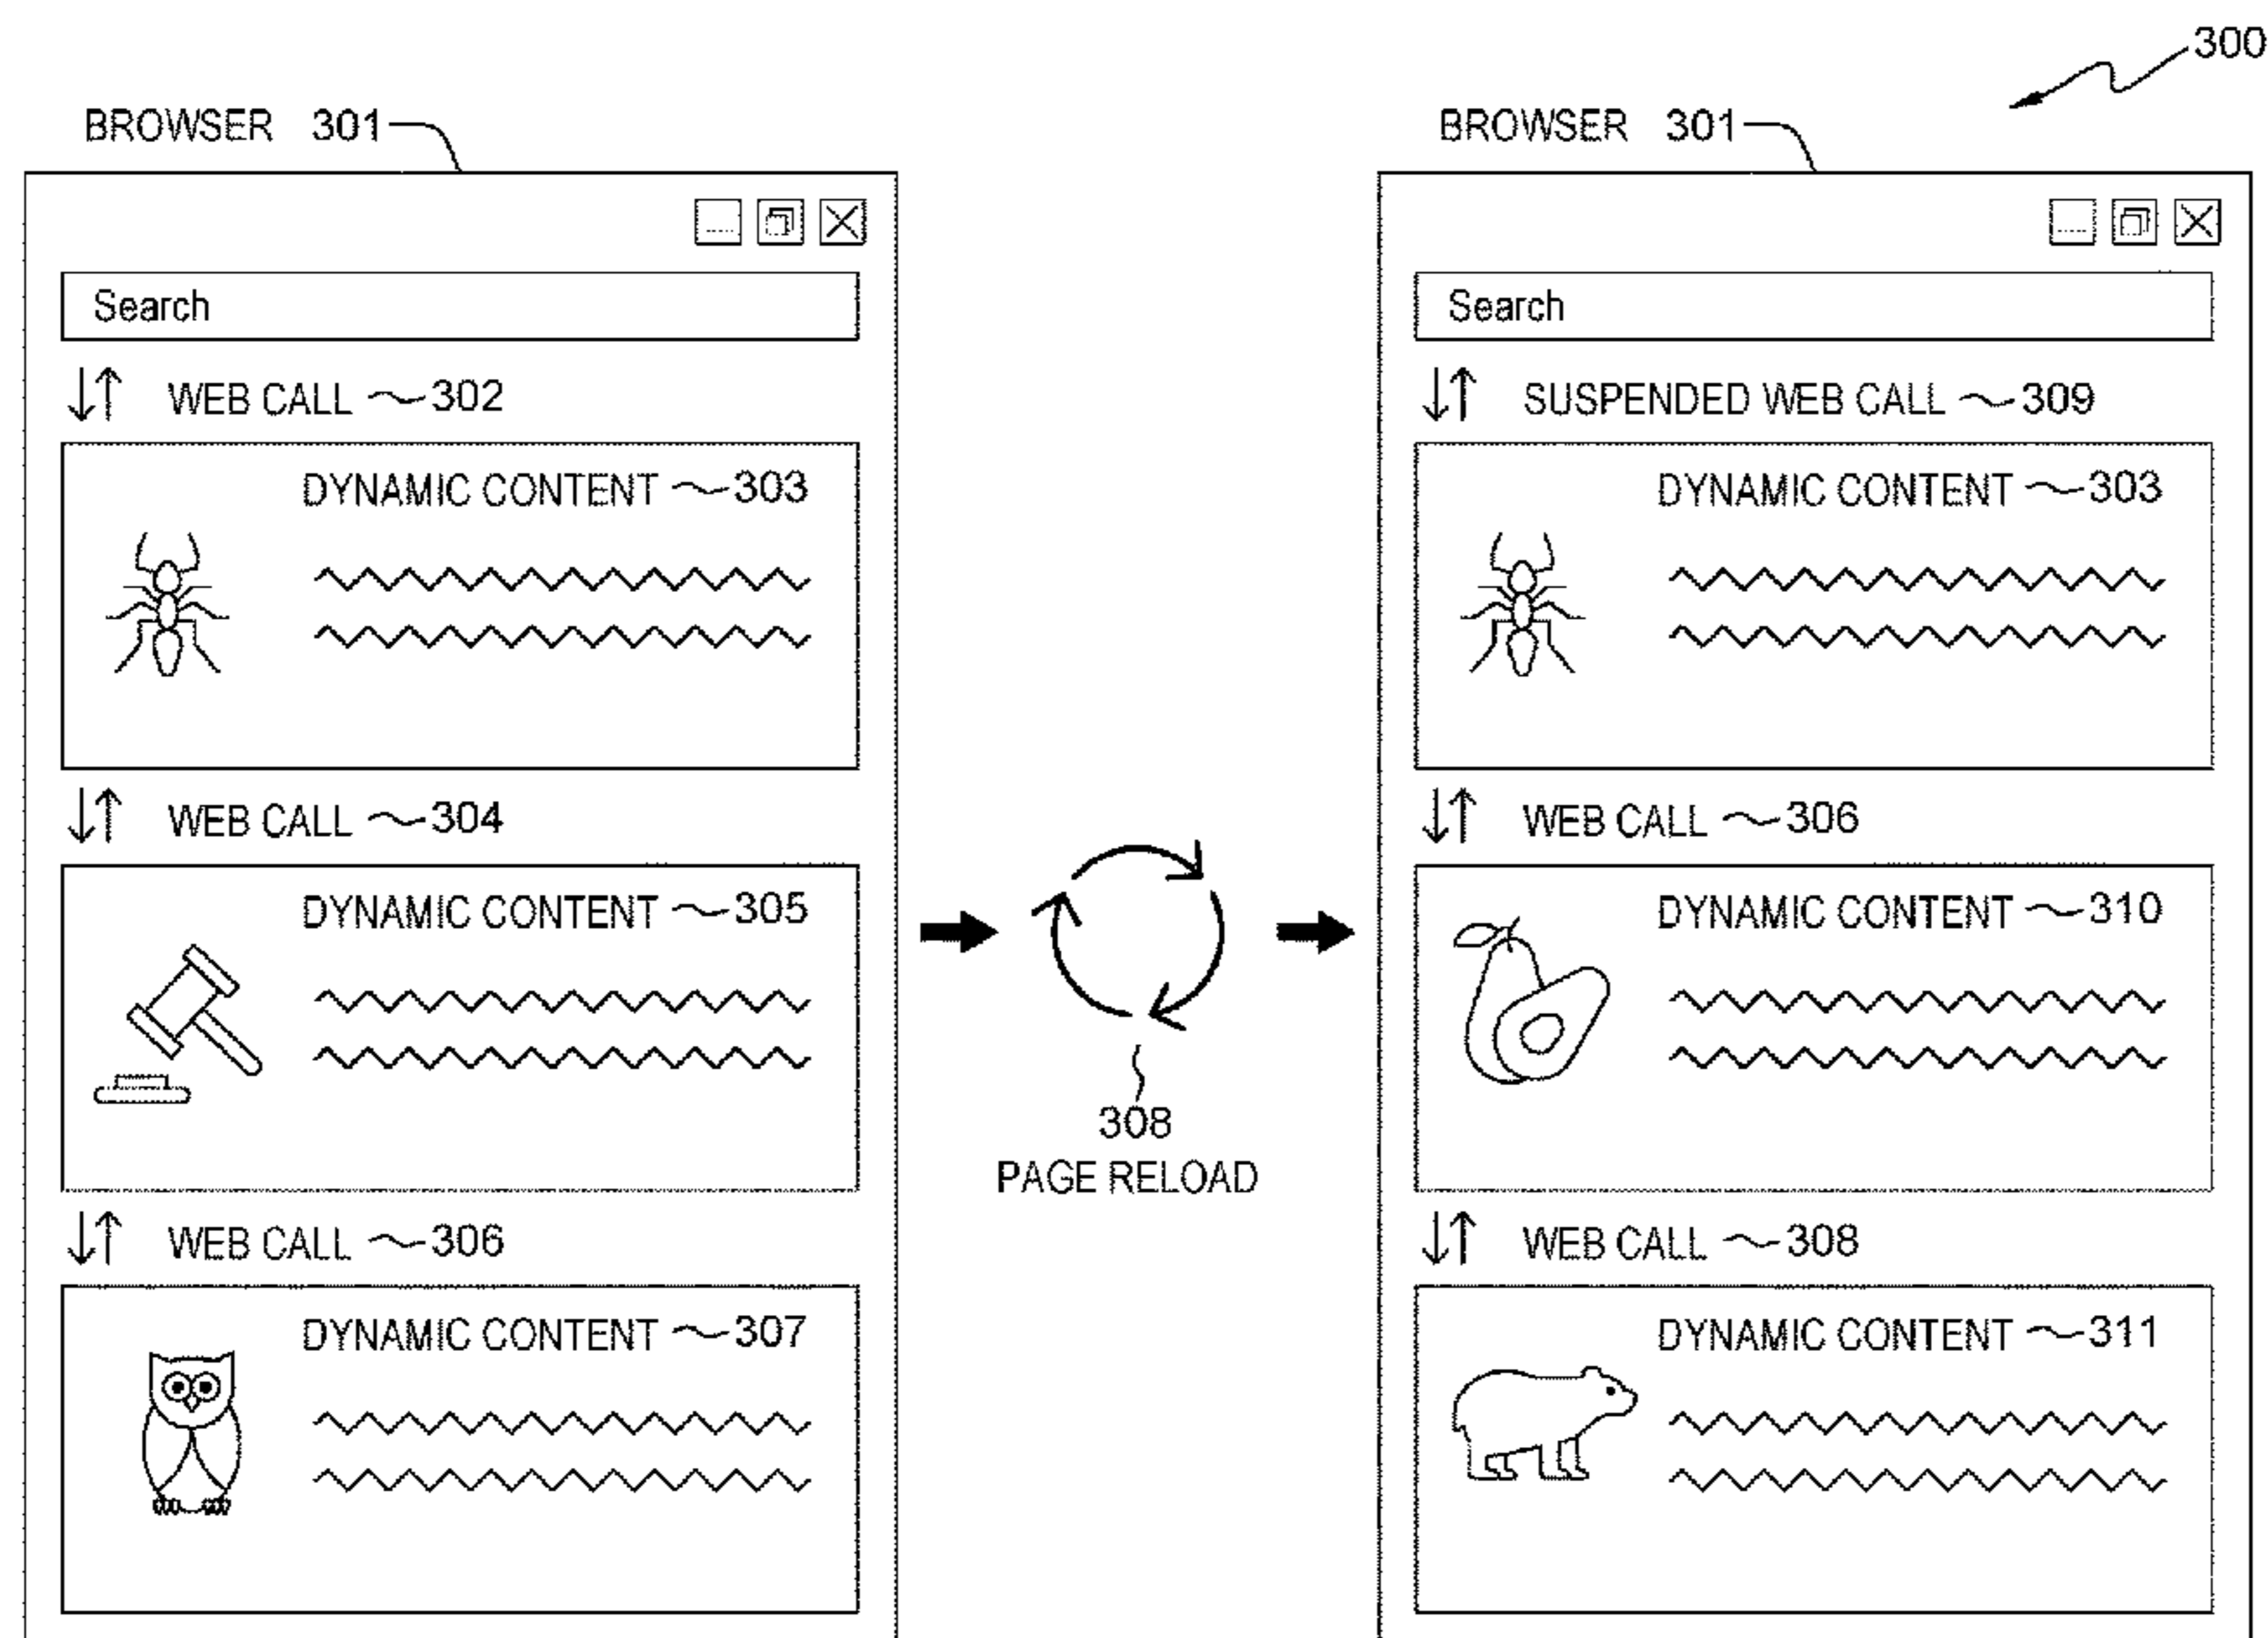 300
BROWSER 301
Search
WEB CALL 302
DYNAMIC CONTENT 303
WEB CALL 304
DYNAMIC CONTENT 305
WEB CALL 306
DYNAMIC CONTENT 307
308
PAGE RELOAD
BROWSER 301
Search
SUSPENDED WEB CALL 309
DYNAMIC CONTENT 303
WEB CALL 306
DYNAMIC CONTENT 310
WEB CALL 308
DYNAMIC CONTENT 311